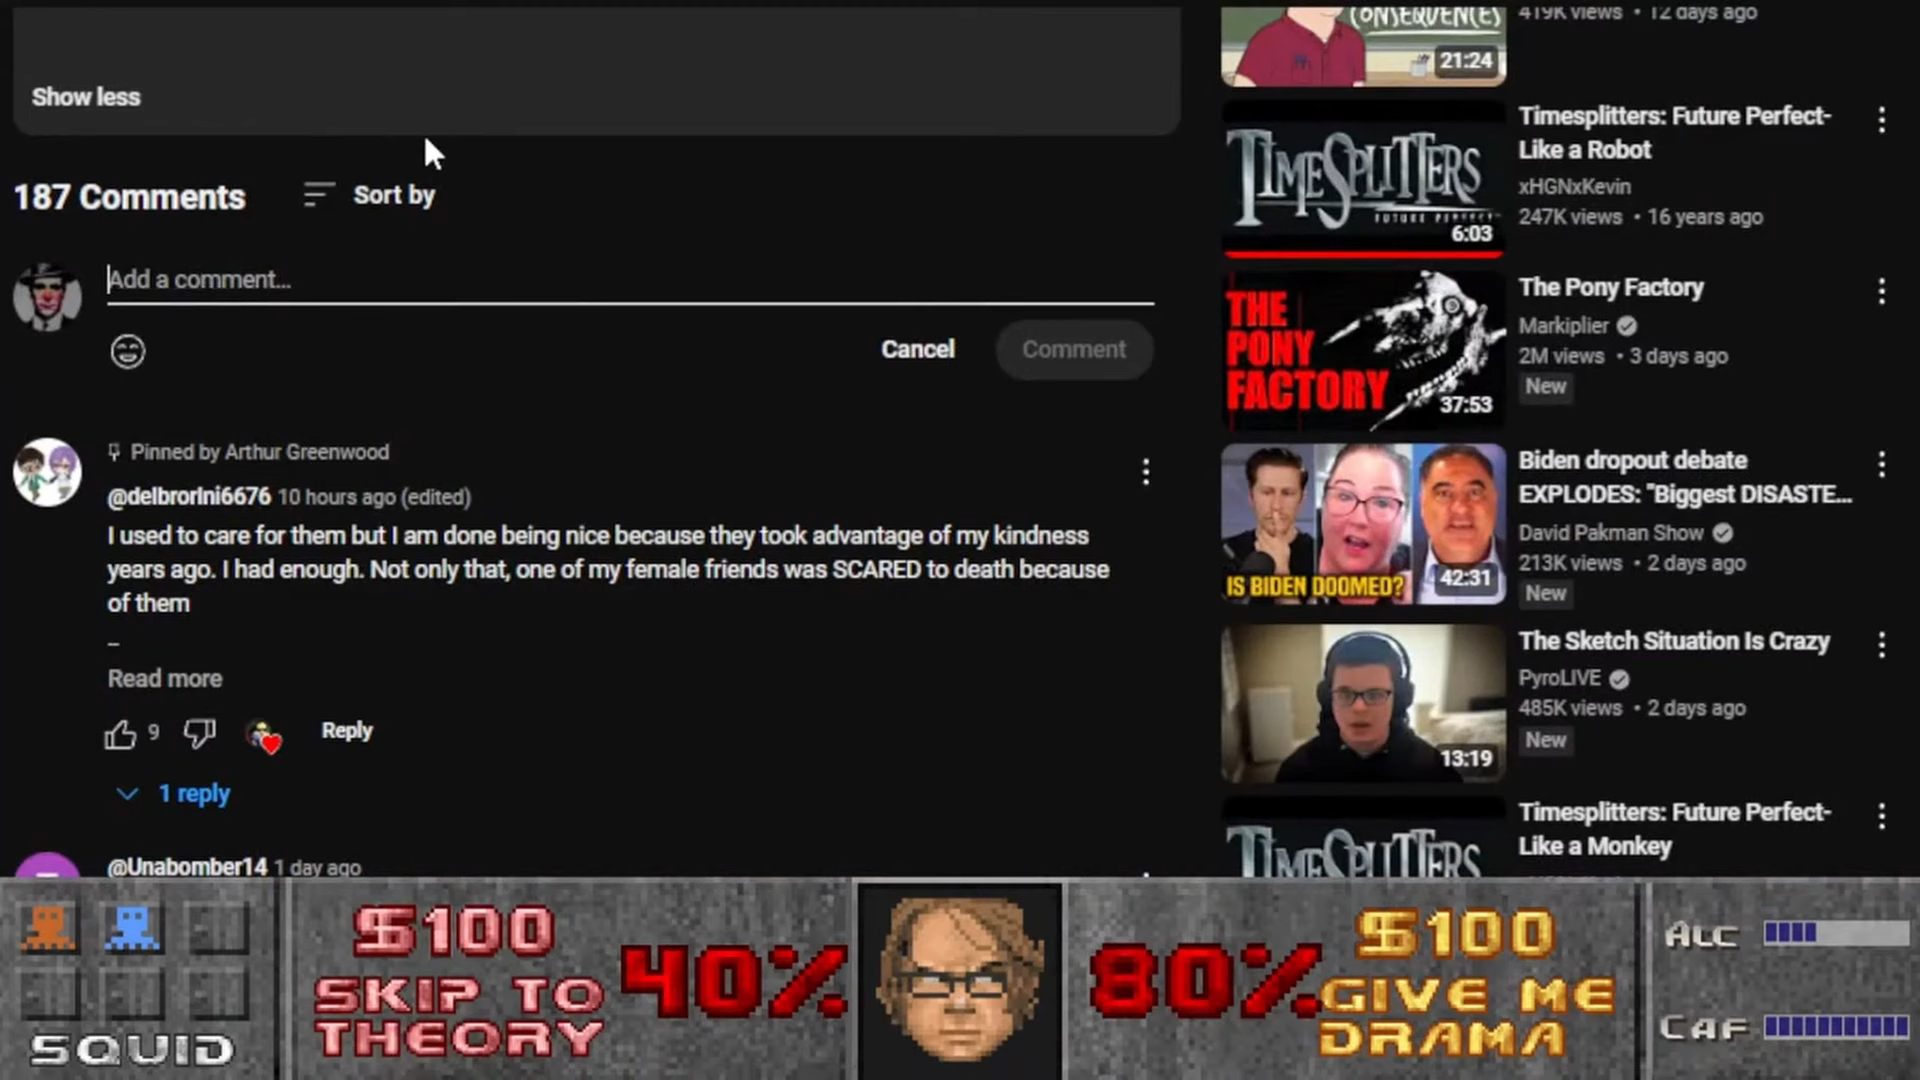 Show less
187 Comments
Sort by
Add a comment...
Cancel
Comment
Pinned by Arthur Greenwood
@delbrorlni6676 10 hours ago (edited)
I used to care for them but I am done being nice because they took advantage of my kindness
years ago. I had enough. Not only that, one of my female friends was SCARED to death because
of them
–
Read more
9
Reply
1 reply
@Unabomber14 1 day ago
CONSEQUENCES
21:24
419K views • 12 days ago
TIMESPLITTERS
FUTURE PERFECT
6:03
Timesplitters: Future Perfect-
Like a Robot
xHGNxKevin
247K views • 16 years ago
THE
PONY
FACTORY
37:53
The Pony Factory
Markiplier
2M views • 3 days ago
New
IS BIDEN DOOMED?
42:31
Biden dropout debate
EXPLODES: "Biggest DISASTE...
David Pakman Show
213K views • 2 days ago
New
13:19
The Sketch Situation Is Crazy
PyroLIVE
485K views • 2 days ago
New
TIMESPLITTERS
Timesplitters: Future Perfect-
Like a Monkey
SQUID
$100
SKIP TO
THEORY
40%
80%
$100
GIVE ME
DRAMA
ALC
CAF